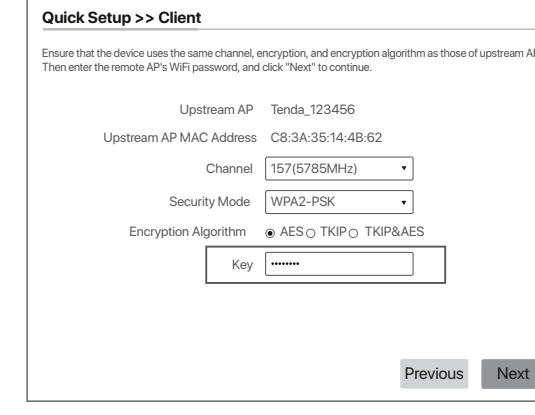 Quick Setup >> Client
Ensure that the device uses the same channel, encryption, and encryption algorithm as those of upstream AP
Then enter the remote AP's WiFi password, and click "Next" to continue.
Upstream AP Tenda_123456
Upstream AP MAC Address C8:3A:35:14:4B:62
Channel 157(5785MHz)
Security Mode WPA2-PSK
Encryption Algorithm AES TKIP TKIP&AES
Key ••••••••
Previous Next